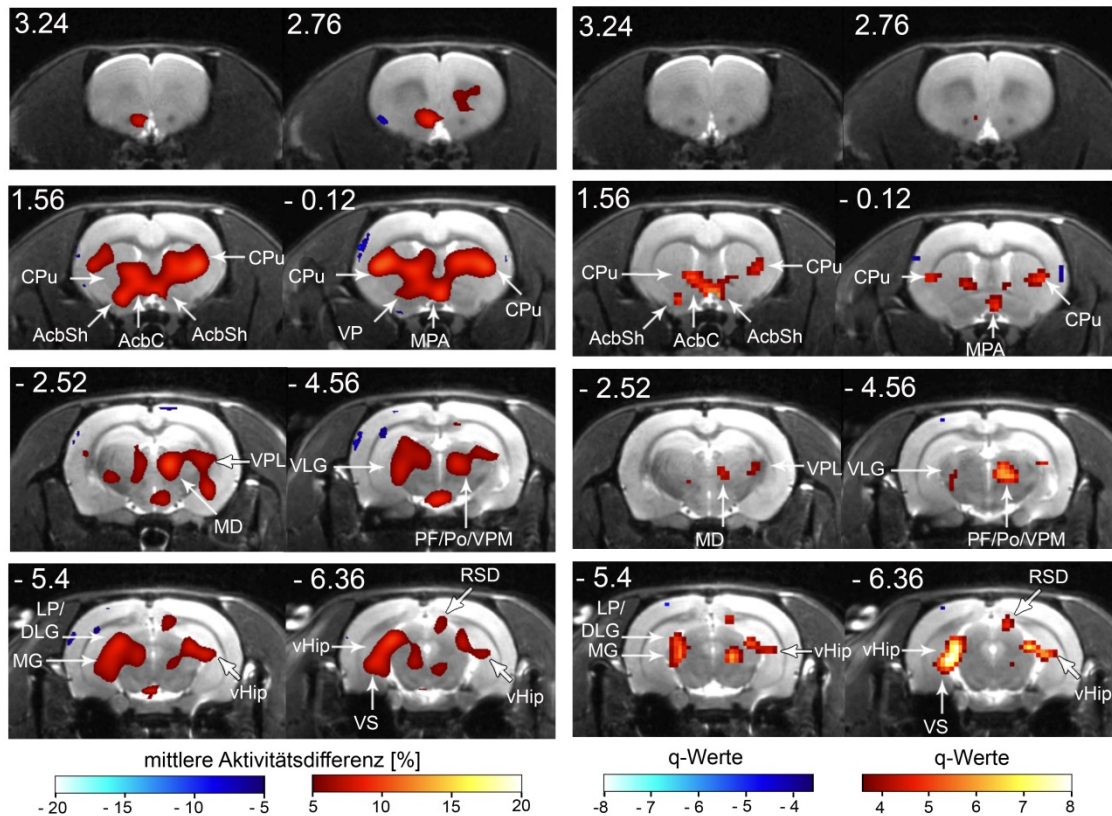 3.24 2.76 3.24 2.76
1.56 - 0.12 1.56 - 0.12
CPu CPu CPu CPu CPu CPu CPu CPu
AcbSh AcbC AcbSh VP MPA AcbSh AcbC AcbSh MPA
- 2.52 - 4.56 - 2.52 - 4.56
VPL VLG VPL VLG
MD PF/Po/VPM MD PF/Po/VPM
- 5.4 - 6.36 - 5.4 - 6.36
RSD RSD
LP/
DLG DLG
MG vHip vHip MG vHip vHip
vHip VS VS vHip
mittlere Aktivitätsdifferenz [%] q-Werte q-Werte
- 20 - 15 - 10 - 5 5 10 15 20 -8 - 7 - 6 - 5 - 4 4 5 6 7 8